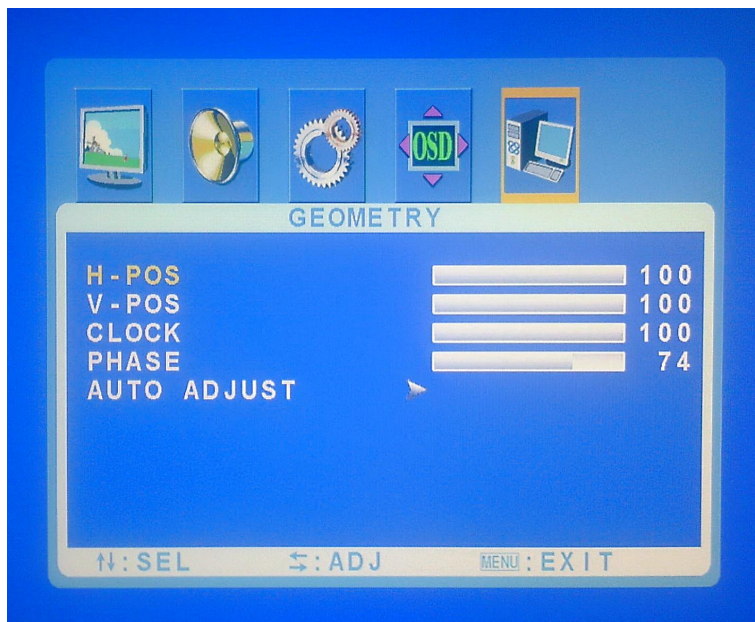 OSD
GEOMETRY
H-POS 100
V-POS 100
CLOCK 100
PHASE 74
AUTO ADJUST
↑↓:SEL ⇆:ADJ MENU:EXIT